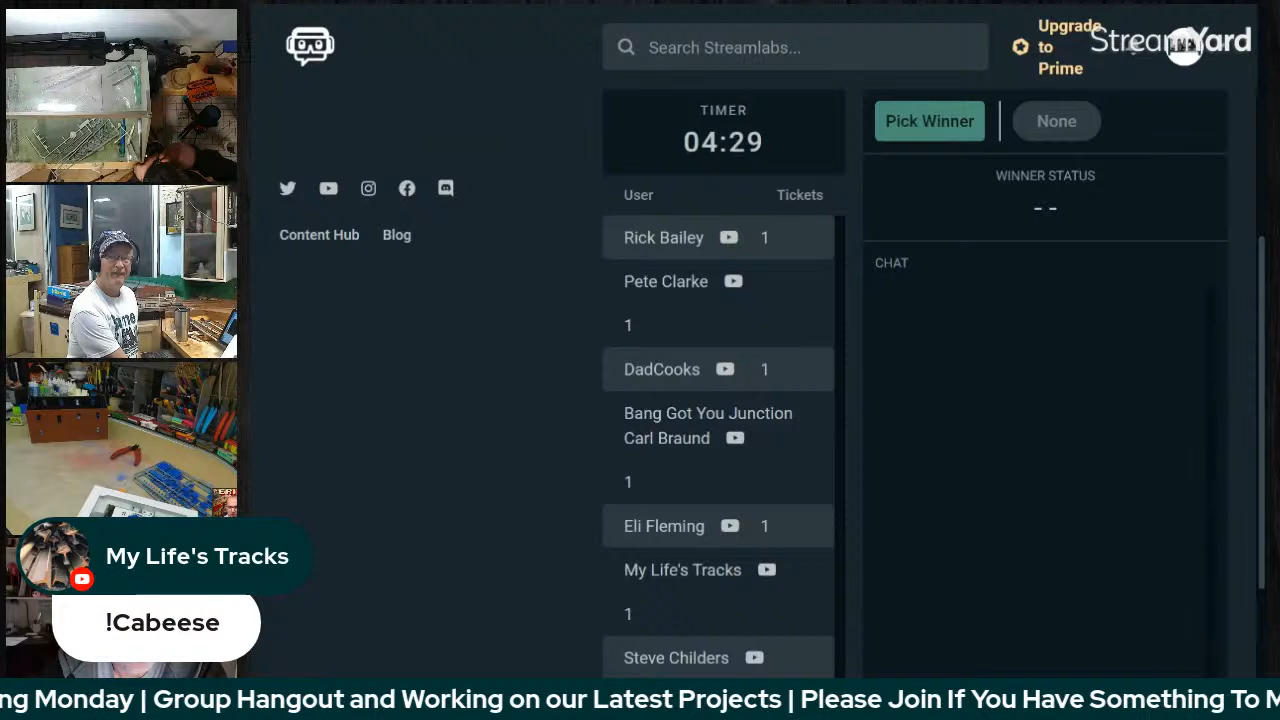 Search Streamlabs...
Upgrade
to
Prime
StreamYard
TIMER
04:29
Pick Winner
None
User
Tickets
WINNER STATUS
- -
Content Hub
Blog
CHAT
Rick Bailey
1
Pete Clarke
1
DadCooks
1
Bang Got You Junction
Carl Braund
1
Eli Fleming
1
My Life's Tracks
1
Steve Childers
My Life's Tracks
!Cabeese
ng Monday | Group Hangout and Working on our Latest Projects | Please Join If You Have Something To M